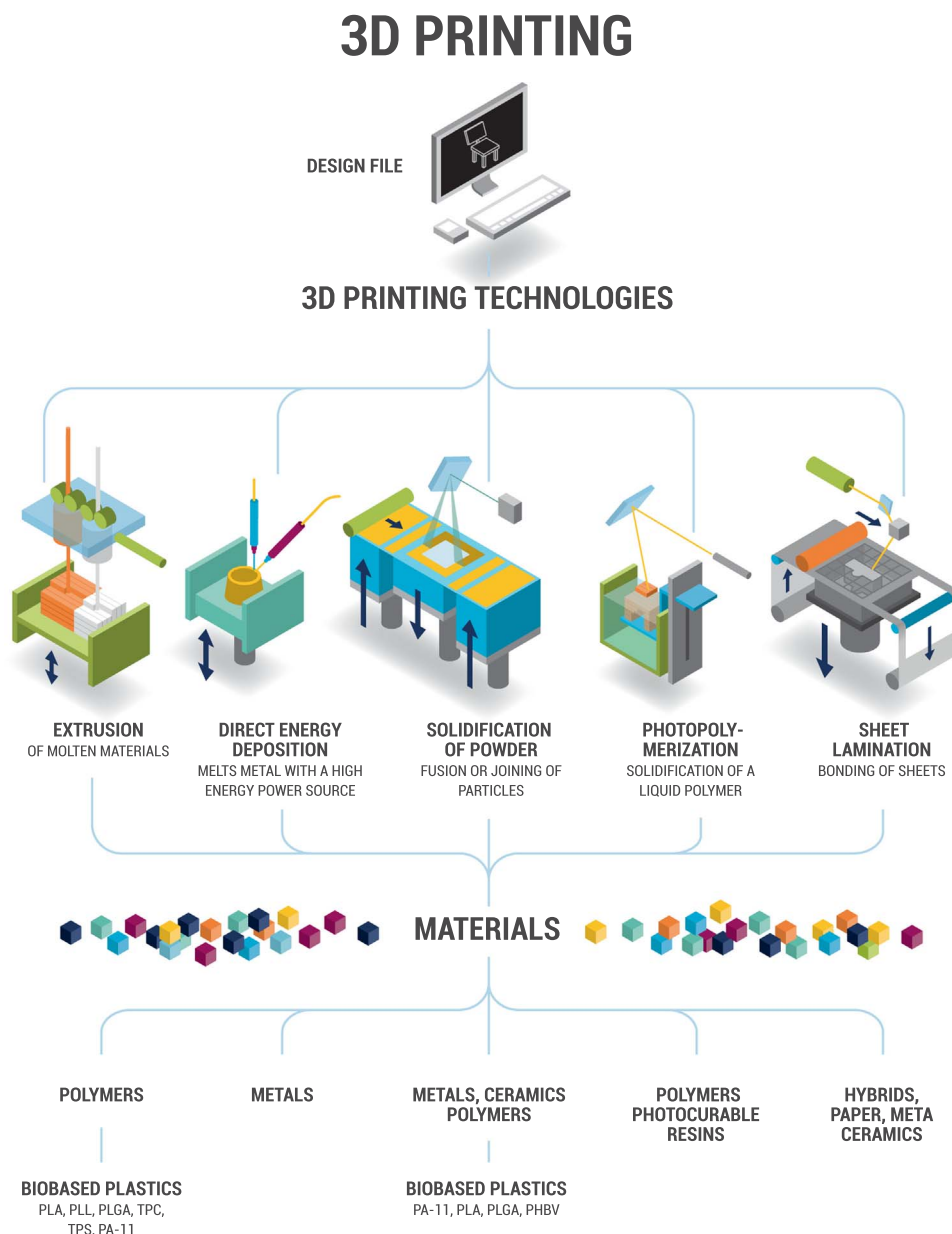 3D PRINTING
DESIGN FILE
3D PRINTING TECHNOLOGIES
EXTRUSION
OF MOLTEN MATERIALS
DIRECT ENERGY
DEPOSITION
MELTS METAL WITH A HIGH
ENERGY POWER SOURCE
SOLIDIFICATION
OF POWDER
FUSION OR JOINING OF
PARTICLES
PHOTOPOLY-
MERIZATION
SOLIDIFICATION OF A
LIQUID POLYMER
SHEET
LAMINATION
BONDING OF SHEETS
MATERIALS
POLYMERS
METALS
METALS, CERAMICS
POLYMERS
POLYMERS
PHOTOCURABLE
RESINS
HYBRIDS,
PAPER, META
CERAMICS
BIOBASED PLASTICS
PLA, PLL, PLGA, TPC,
TPS, PA-11
BIOBASED PLASTICS
PA-11, PLA, PLGA, PHBV